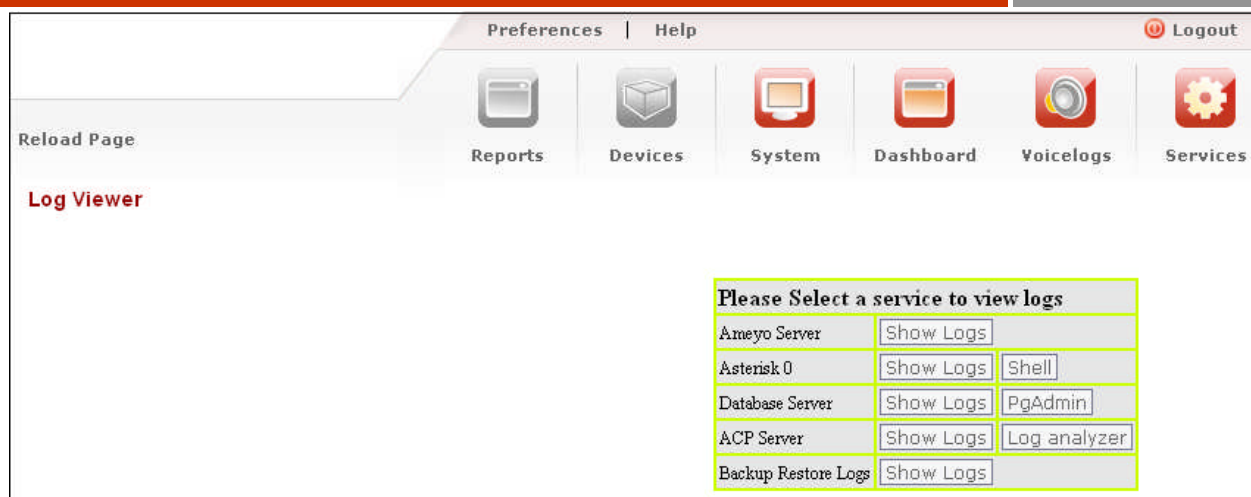 Preferences | Help Logout
Reload Page
Reports Devices System Dashboard Voicelogs Services
Log Viewer
Please Select a service to view logs
Ameyo Server Show Logs
Asterisk 0 Show Logs Shell
Database Server Show Logs PgAdmin
ACP Server Show Logs Log analyzer
Backup Restore Logs Show Logs